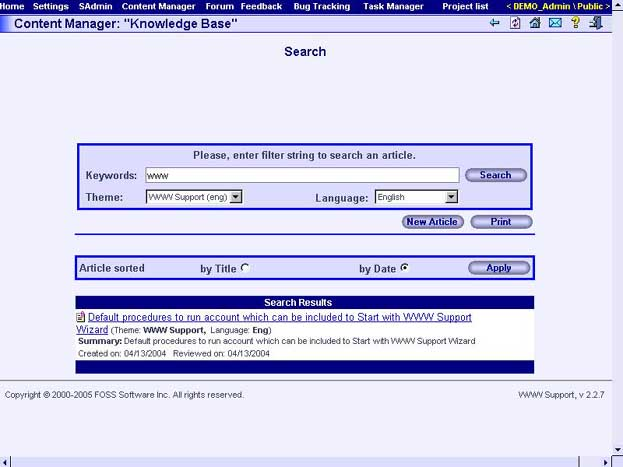 Home Settings SAdmin Content Manager Forum Feedback Bug Tracking Task Manager Project list < DEMO_Admin \ Public >
Content Manager: "Knowledge Base"
Search
Please, enter filter string to search an article.
Keywords: www Search
Theme: WWW Support (eng) Language: English
New Article Print
Article sorted by Title by Date Apply
Search Results
Default procedures to run account which can be included to Start with WWW Support
Wizard (Theme: WWW Support, Language: Eng)
Summary: Default procedures to run account which can be included to Start with WWW Support Wizard
Created on: 04/13/2004 Reviewed on: 04/13/2004
Copyright © 2000-2005 FOSS Software Inc. All rights reserved. WWW Support, v 2.2.7